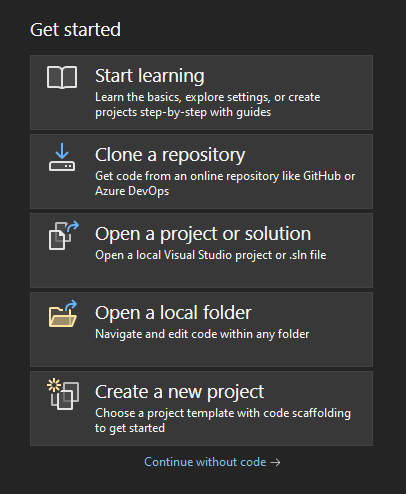 Get started
Start learning
Learn the basics, explore settings, or create
projects step-by-step with guides
Clone a repository
Get code from an online repository like GitHub or
Azure DevOps
Open a project or solution
Open a local Visual Studio project or .sln file
Open a local folder
Navigate and edit code within any folder
Create a new project
Choose a project template with code scaffolding
to get started
Continue without code →